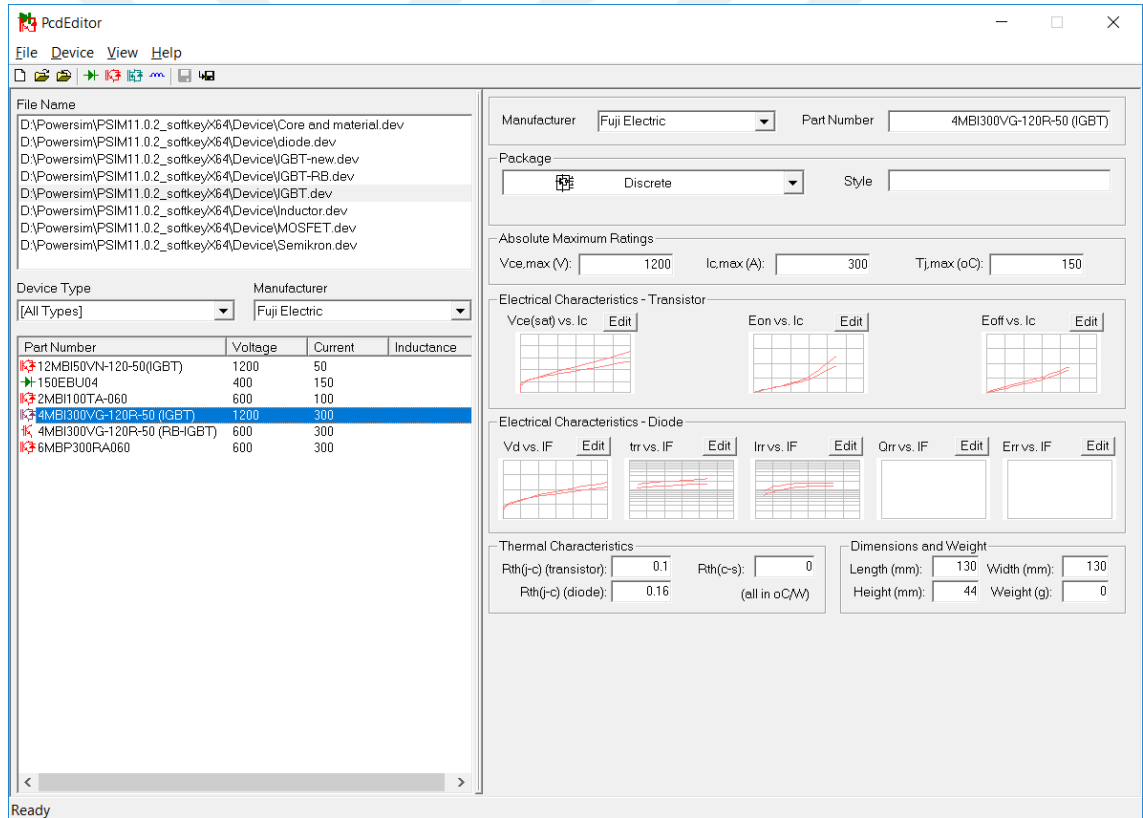 PcdEditor
File Device View Help
File Name
D:\Powersim\PSIM11.0.2_softkeyX64\Device\Core and material.dev
D:\Powersim\PSIM11.0.2_softkeyX64\Device\diode.dev
D:\Powersim\PSIM11.0.2_softkeyX64\Device\IGBT-new.dev
D:\Powersim\PSIM11.0.2_softkeyX64\Device\IGBT-RB.dev
D:\Powersim\PSIM11.0.2_softkeyX64\Device\IGBT.dev
D:\Powersim\PSIM11.0.2_softkeyX64\Device\Inductor.dev
D:\Powersim\PSIM11.0.2_softkeyX64\Device\MOSFET.dev
D:\Powersim\PSIM11.0.2_softkeyX64\Device\Semikron.dev
Device Type Manufacturer
[All Types] Fuji Electric
Part Number Voltage Current Inductance
12MBI50VN-120-50(IGBT) 1200 50
150EBU04 400 150
2MBI100TA-060 600 100
4MBI300VG-120R-50 (IGBT) 1200 300
4MBI300VG-120R-50 (RB-IGBT) 600 300
6MBP300RA060 600 300
Manufacturer Fuji Electric Part Number 4MBI300VG-120R-50 (IGBT)
Package
Discrete Style
Absolute Maximum Ratings
Vce,max (V): 1200 Ic,max (A): 300 Tj,max (oC): 150
Electrical Characteristics - Transistor
Vce(sat) vs. Ic Edit Eon vs. Ic Edit Eoff vs. Ic Edit
Electrical Characteristics - Diode
Vd vs. IF Edit trr vs. IF Edit Irr vs. IF Edit Qrr vs. IF Edit Err vs. IF Edit
Thermal Characteristics
Rth(j-c) (transistor): 0.1 Rth(c-s): 0
Rth(j-c) (diode): 0.16 (all in oC/W)
Dimensions and Weight
Length (mm): 130 Width (mm): 130
Height (mm): 44 Weight (g): 0
Ready